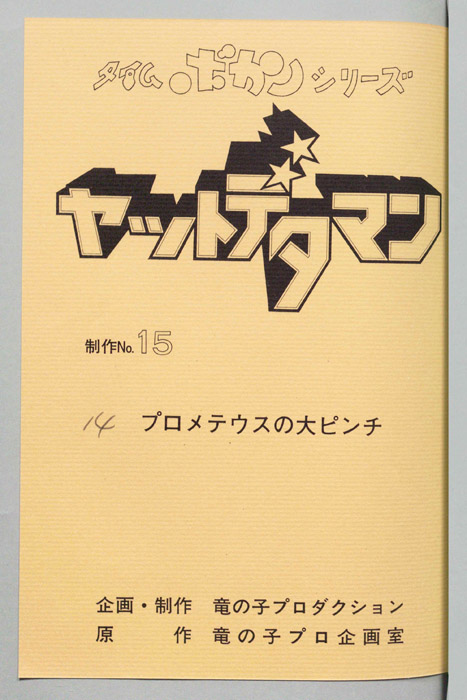 タイムボカンシリーズ
ヤットデタマン
制作No. 15
14 プロメテウスの大ピンチ
企画・制作 竜の子プロダクション
原 作 竜の子プロ企画室